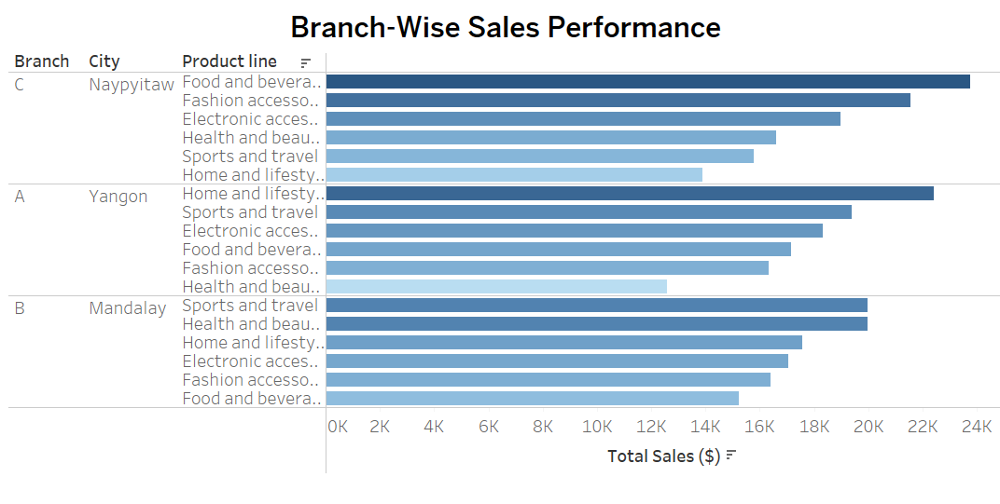 Branch-Wise Sales Performance
Branch City Product line
C Naypyitaw Food and bevera..
Fashion accesso..
Electronic acces..
Health and beau..
Sports and travel
Home and lifesty..
A Yangon Home and lifesty..
Sports and travel
Electronic acces..
Food and bevera..
Fashion accesso..
Health and beau..
B Mandalay Sports and travel
Health and beau..
Home and lifesty..
Electronic acces..
Fashion accesso..
Food and bevera..
0K 2K 4K 6K 8K 10K 12K 14K 16K 18K 20K 22K 24K
Total Sales ($)